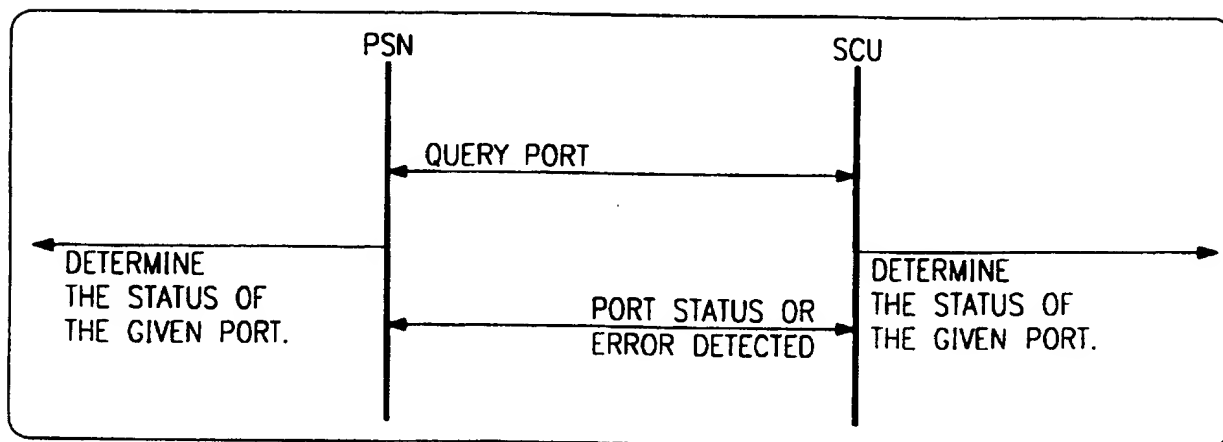 PSN
SCU
QUERY PORT
DETERMINE
THE STATUS OF
THE GIVEN PORT.
PORT STATUS OR
ERROR DETECTED
DETERMINE
THE STATUS OF
THE GIVEN PORT.